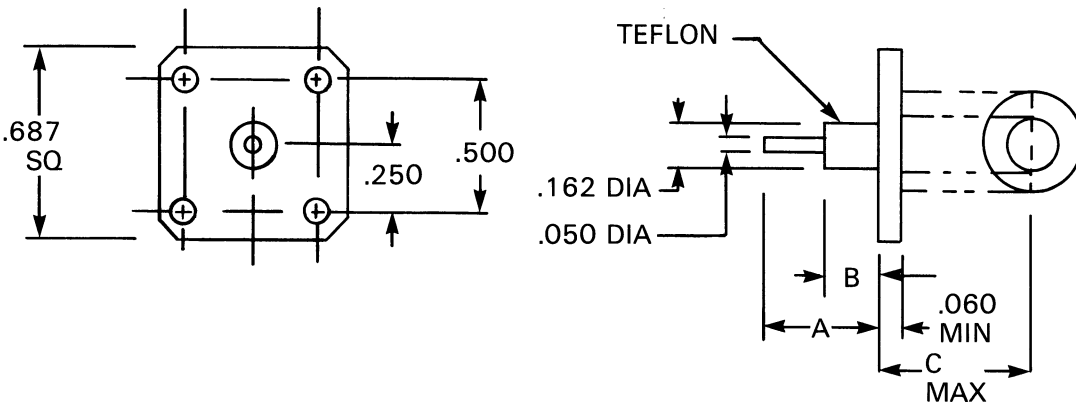 .687
SQ
.250
.500
TEFLON
.162 DIA
.050 DIA
B
A
.060
MIN
C
MAX